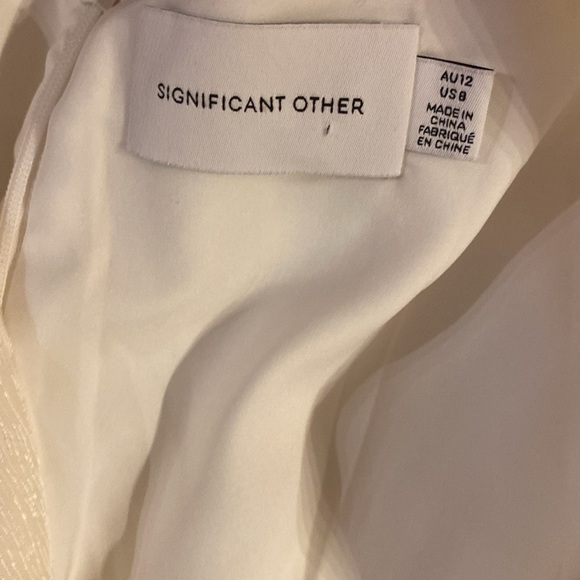 SIGNIFICANT OTHER
AU12
US8
MADE IN
CHINA
FABRIQUÉ
EN CHINE